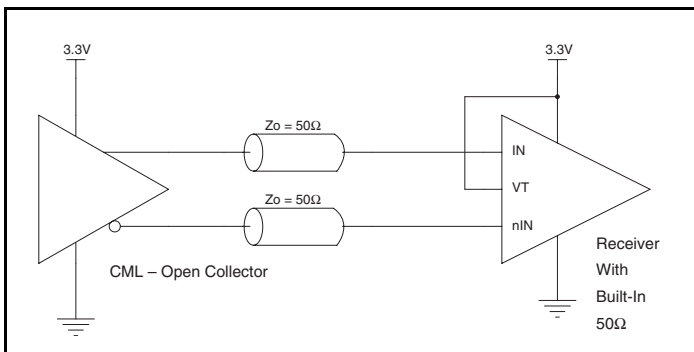 3.3V
3.3V
Zo = 50Ω
IN
VT
Zo = 50Ω
nIN
CML – Open Collector
Receiver
With
Built-In
50Ω